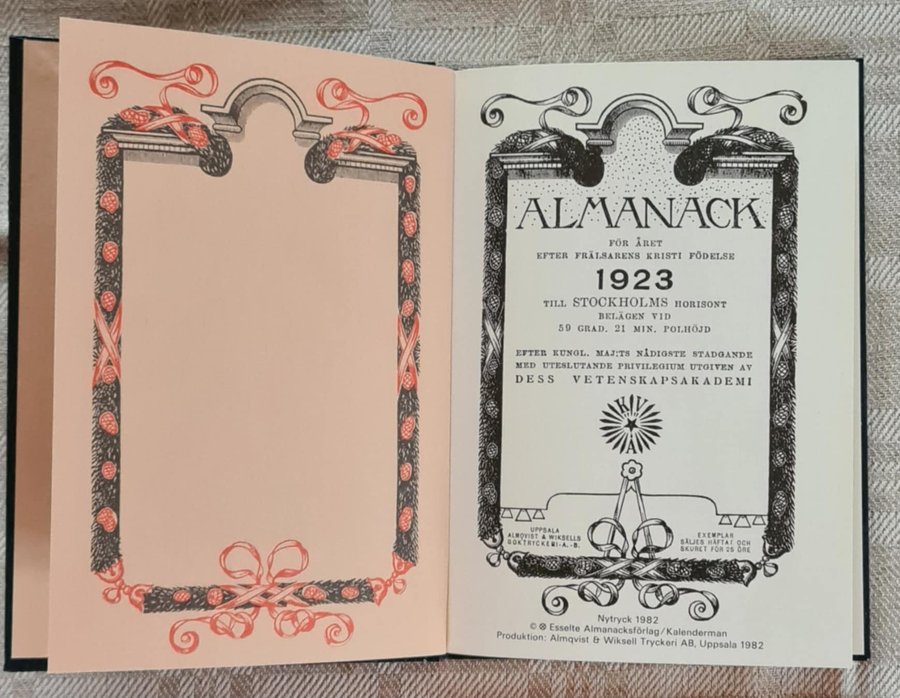 ALMANACK
FÖR ÅRET
EFTER FRÄLSARENS KRISTI FÖDELSE
1923
TILL STOCKHOLMS HORISONT
BELÄGEN VID
59 GRAD. 21 MIN. POLHÖJD
EFTER KUNGL. MAJ:TS NÅDIGSTE STADGANDE
MED UTESLUTANDE PRIVILEGIUM UTGIVEN AV
DESS VETENSKAPSAKADEMI
K V
A
UPPSALA
ALMQVIST & WIKSELLS
BOKTRYCKERI-A.-B.
EXEMPLAR
SÄLJES HÄFTAT OCH
SKURET FÖR 25 ÖRE
Nytryck 1982
© ⊗ Esselte Almanacksförlag/Kalenderman
Produktion: Almqvist & Wiksell Tryckeri AB, Uppsala 1982